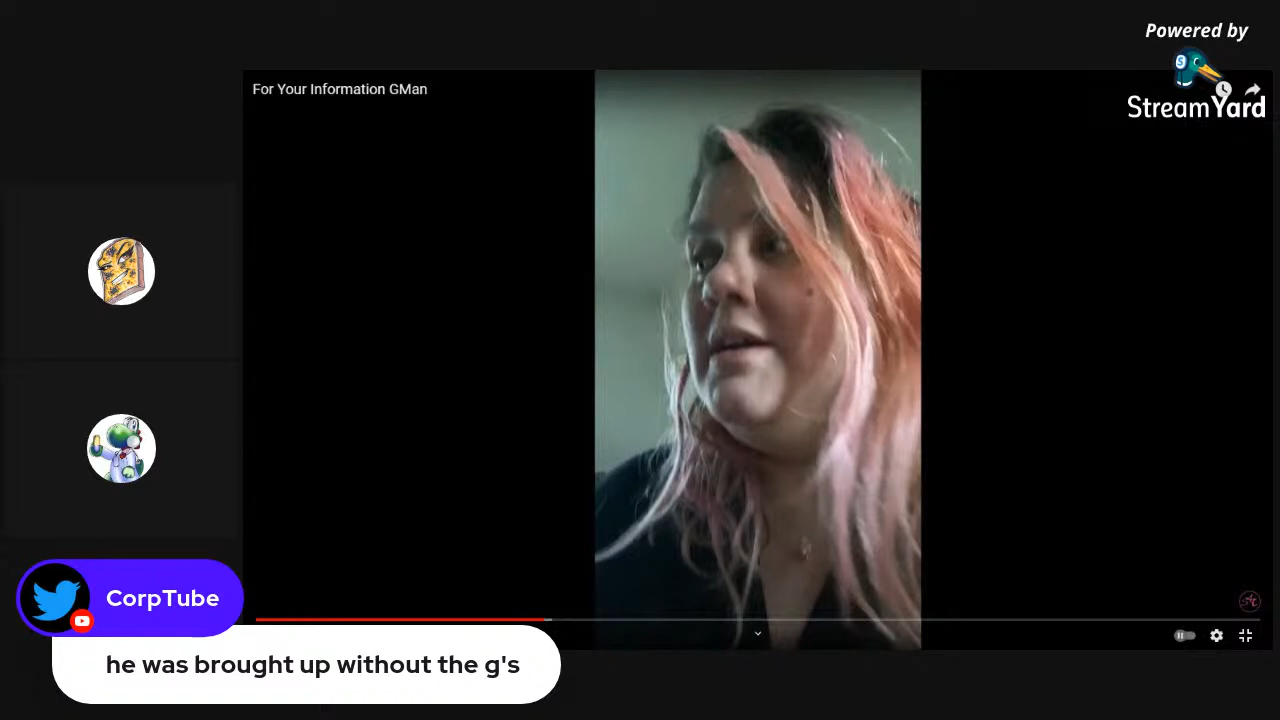 Powered by
StreamYard
For Your Information GMan
CorpTube
he was brought up without the g's